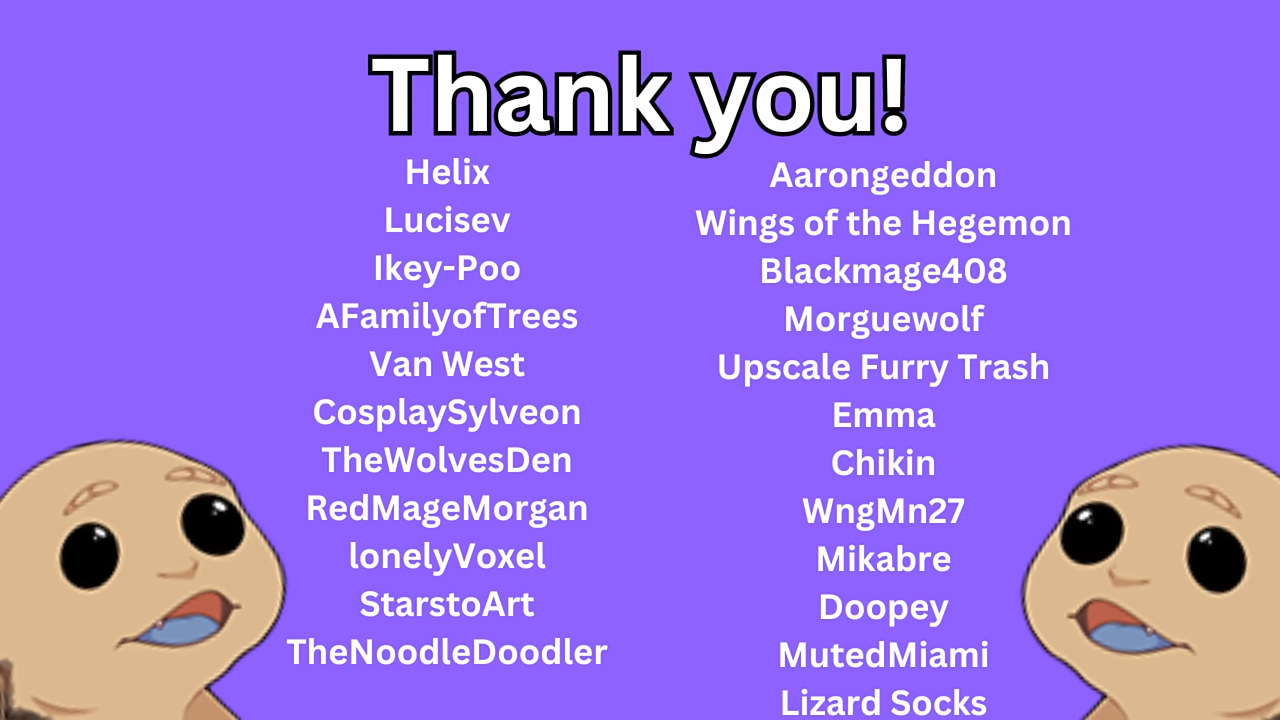 Thank you!
Helix
Lucisev
Ikey-Poo
AFamilyofTrees
Van West
CosplaySylveon
TheWolvesDen
RedMageMorgan
lonelyVoxel
StarstoArt
TheNoodleDoodler
Aarongeddon
Wings of the Hegemon
Blackmage408
Morguewolf
Upscale Furry Trash
Emma
Chikin
WngMn27
Mikabre
Doopey
MutedMiami
Lizard Socks